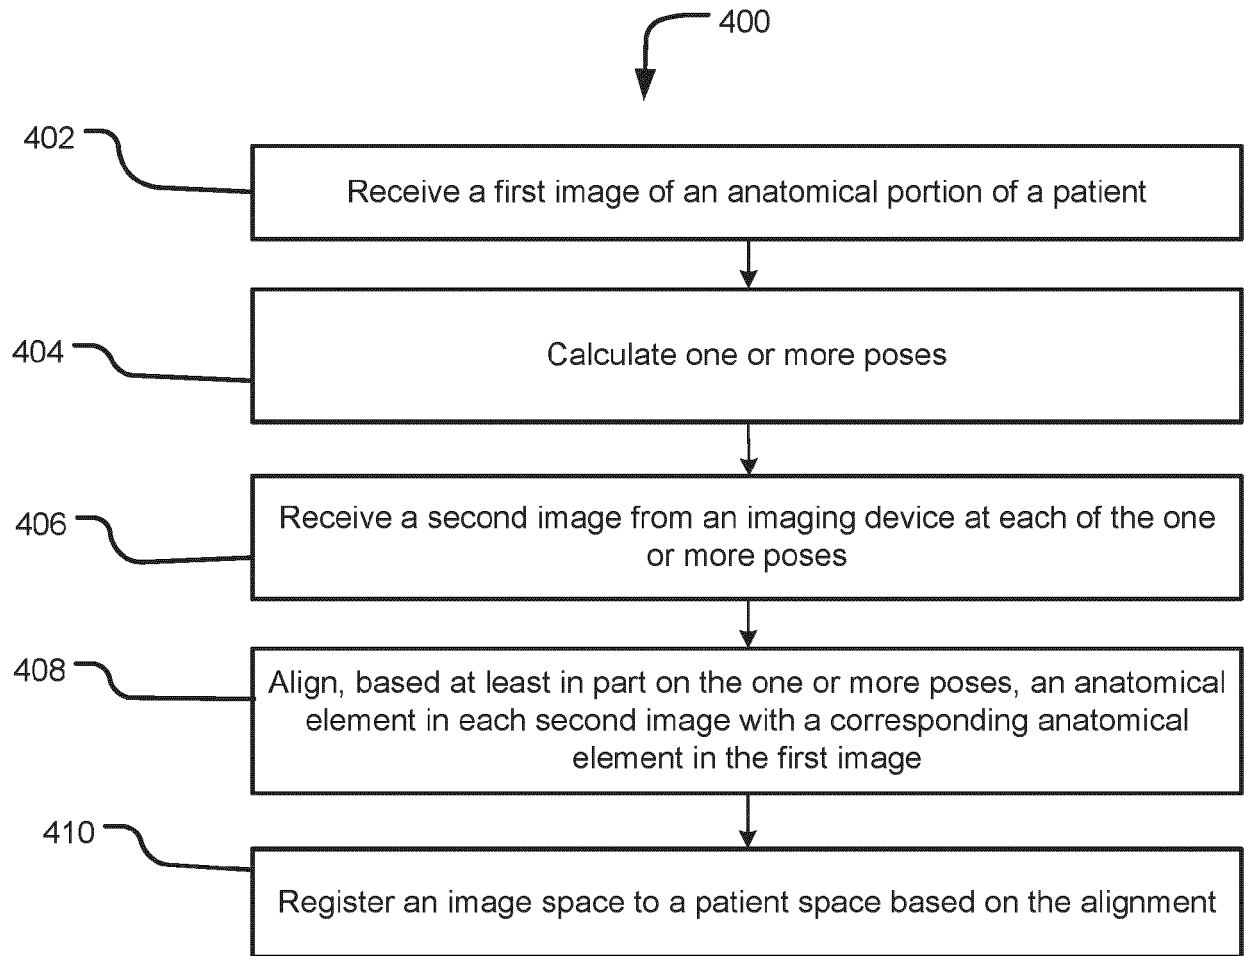 400
402
Receive a first image of an anatomical portion of a patient
404
Calculate one or more poses
406
Receive a second image from an imaging device at each of the one
or more poses
408
Align, based at least in part on the one or more poses, an anatomical
element in each second image with a corresponding anatomical
element in the first image
410
Register an image space to a patient space based on the alignment